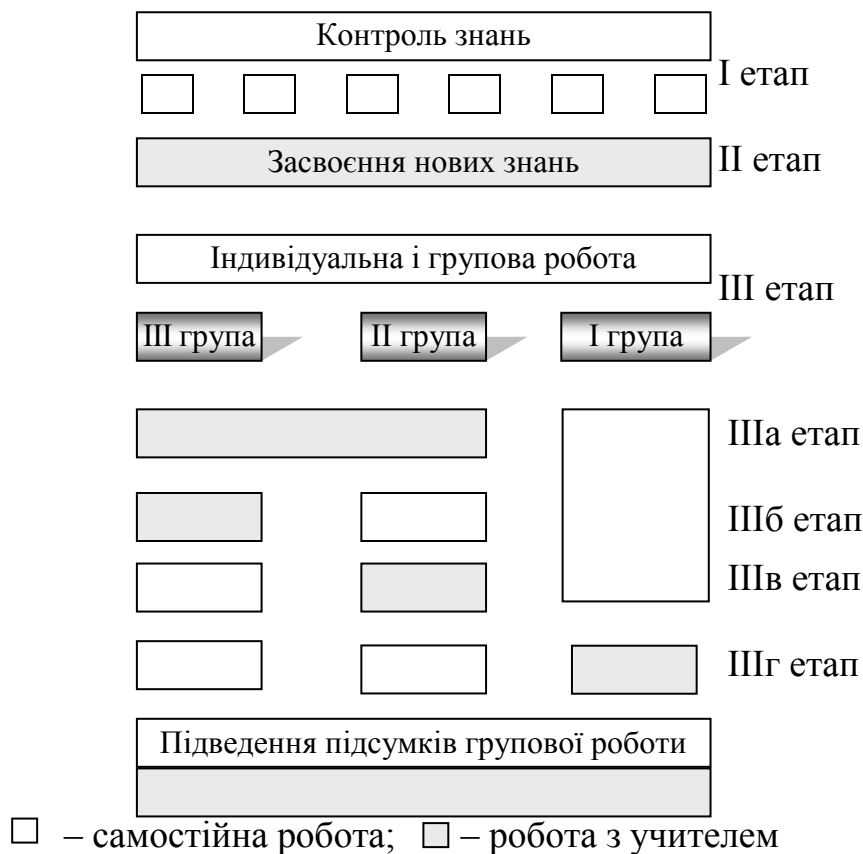 Контроль знань
І етап
Засвоєння нових знань
ІІ етап
Індивідуальна і групова робота
ІІІ етап
ІІІ група
ІІ група
І група
ІІІа етап
ІІІб етап
ІІІв етап
ІІІг етап
Підведення підсумків групової роботи
– самостійна робота; – робота з учителем